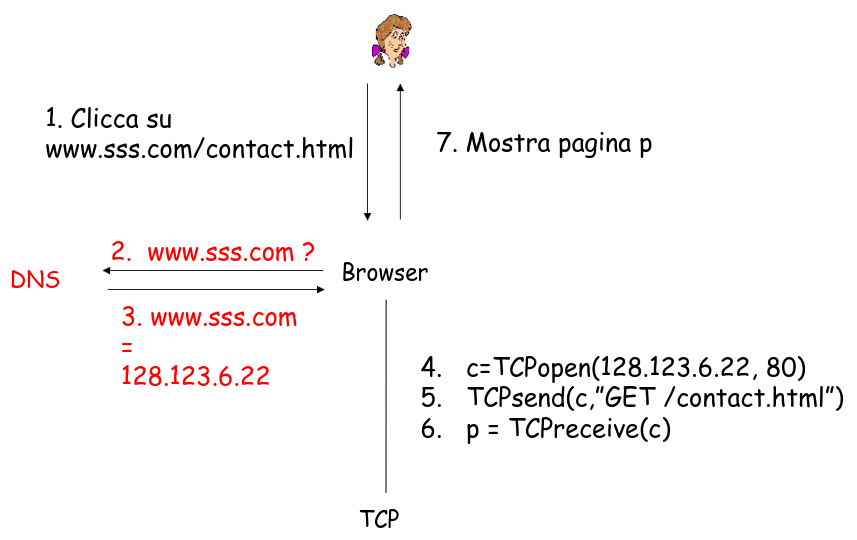 1. Clicca su
www.sss.com/contact.html
7. Mostra pagina p
2. www.sss.com ?
DNS
Browser
3. www.sss.com
=
128.123.6.22
4. c=TCPopen(128.123.6.22, 80)
5. TCPsend(c,”GET /contact.html”)
6. p = TCPreceive(c)
TCP